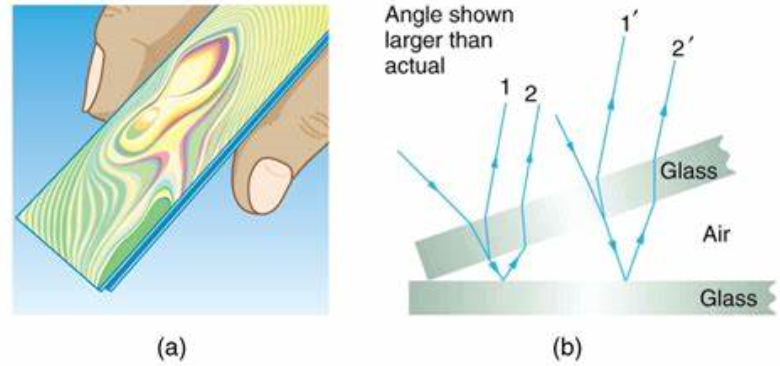 Angle shown
larger than
actual
1 2
1′
2′
Glass
Air
Glass
(a)
(b)